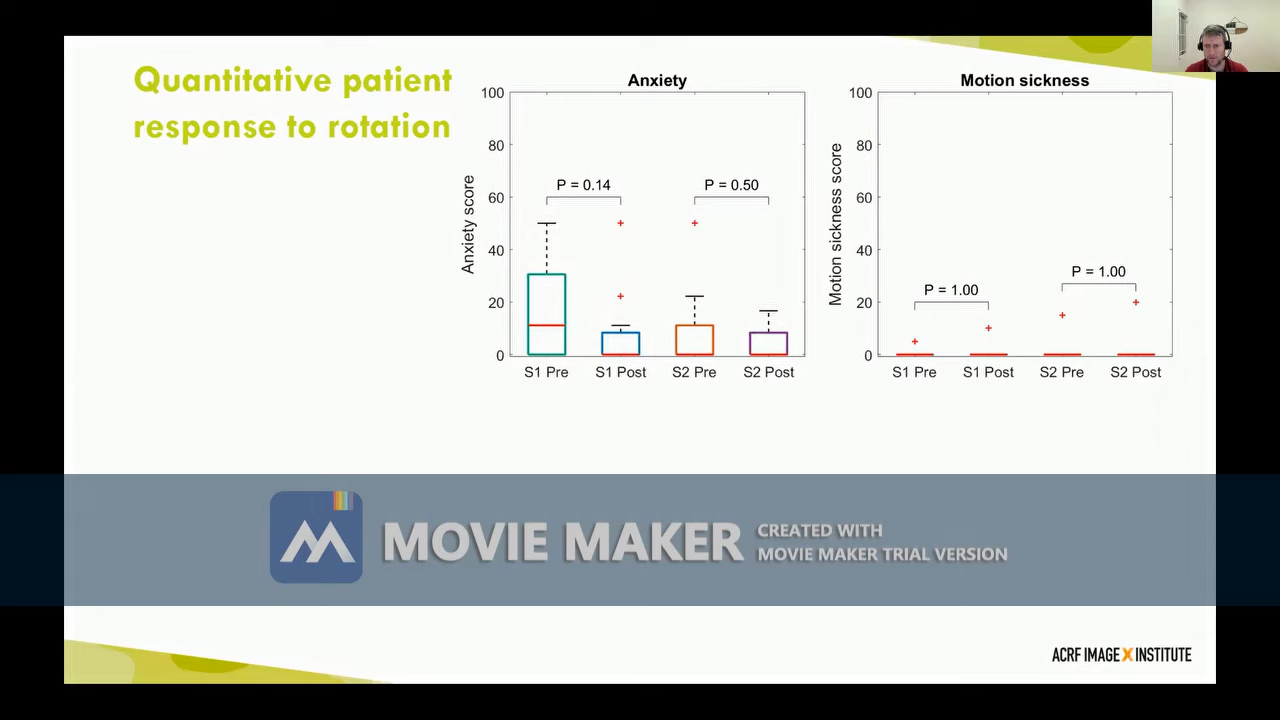 Quantitative patient
response to rotation
Anxiety
100
80
60
40
20
0
Anxiety score
P = 0.14
P = 0.50
S1 Pre
S1 Post
S2 Pre
S2 Post
Motion sickness
100
80
60
40
20
0
Motion sickness score
P = 1.00
P = 1.00
S1 Pre
S1 Post
S2 Pre
S2 Post
MOVIE MAKER
CREATED WITH
MOVIE MAKER TRIAL VERSION
ACRF IMAGE X INSTITUTE